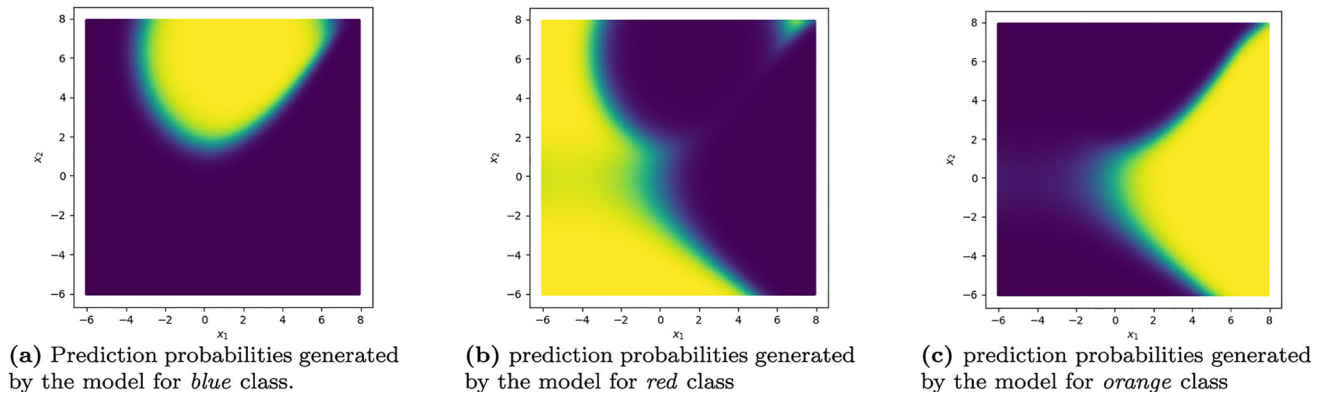 8
6
4
2
0
−2
−4
−6
x2
−6 −4 −2 0 2 4 6 8
x1
(a) Prediction probabilities generated
by the model for blue class.
8
6
4
2
0
−2
−4
−6
x2
−6 −4 −2 0 2 4 6 8
x1
(b) prediction probabilities generated
by the model for red class
8
6
4
2
0
−2
−4
−6
x2
−6 −4 −2 0 2 4 6 8
x1
(c) prediction probabilities generated
by the model for orange class